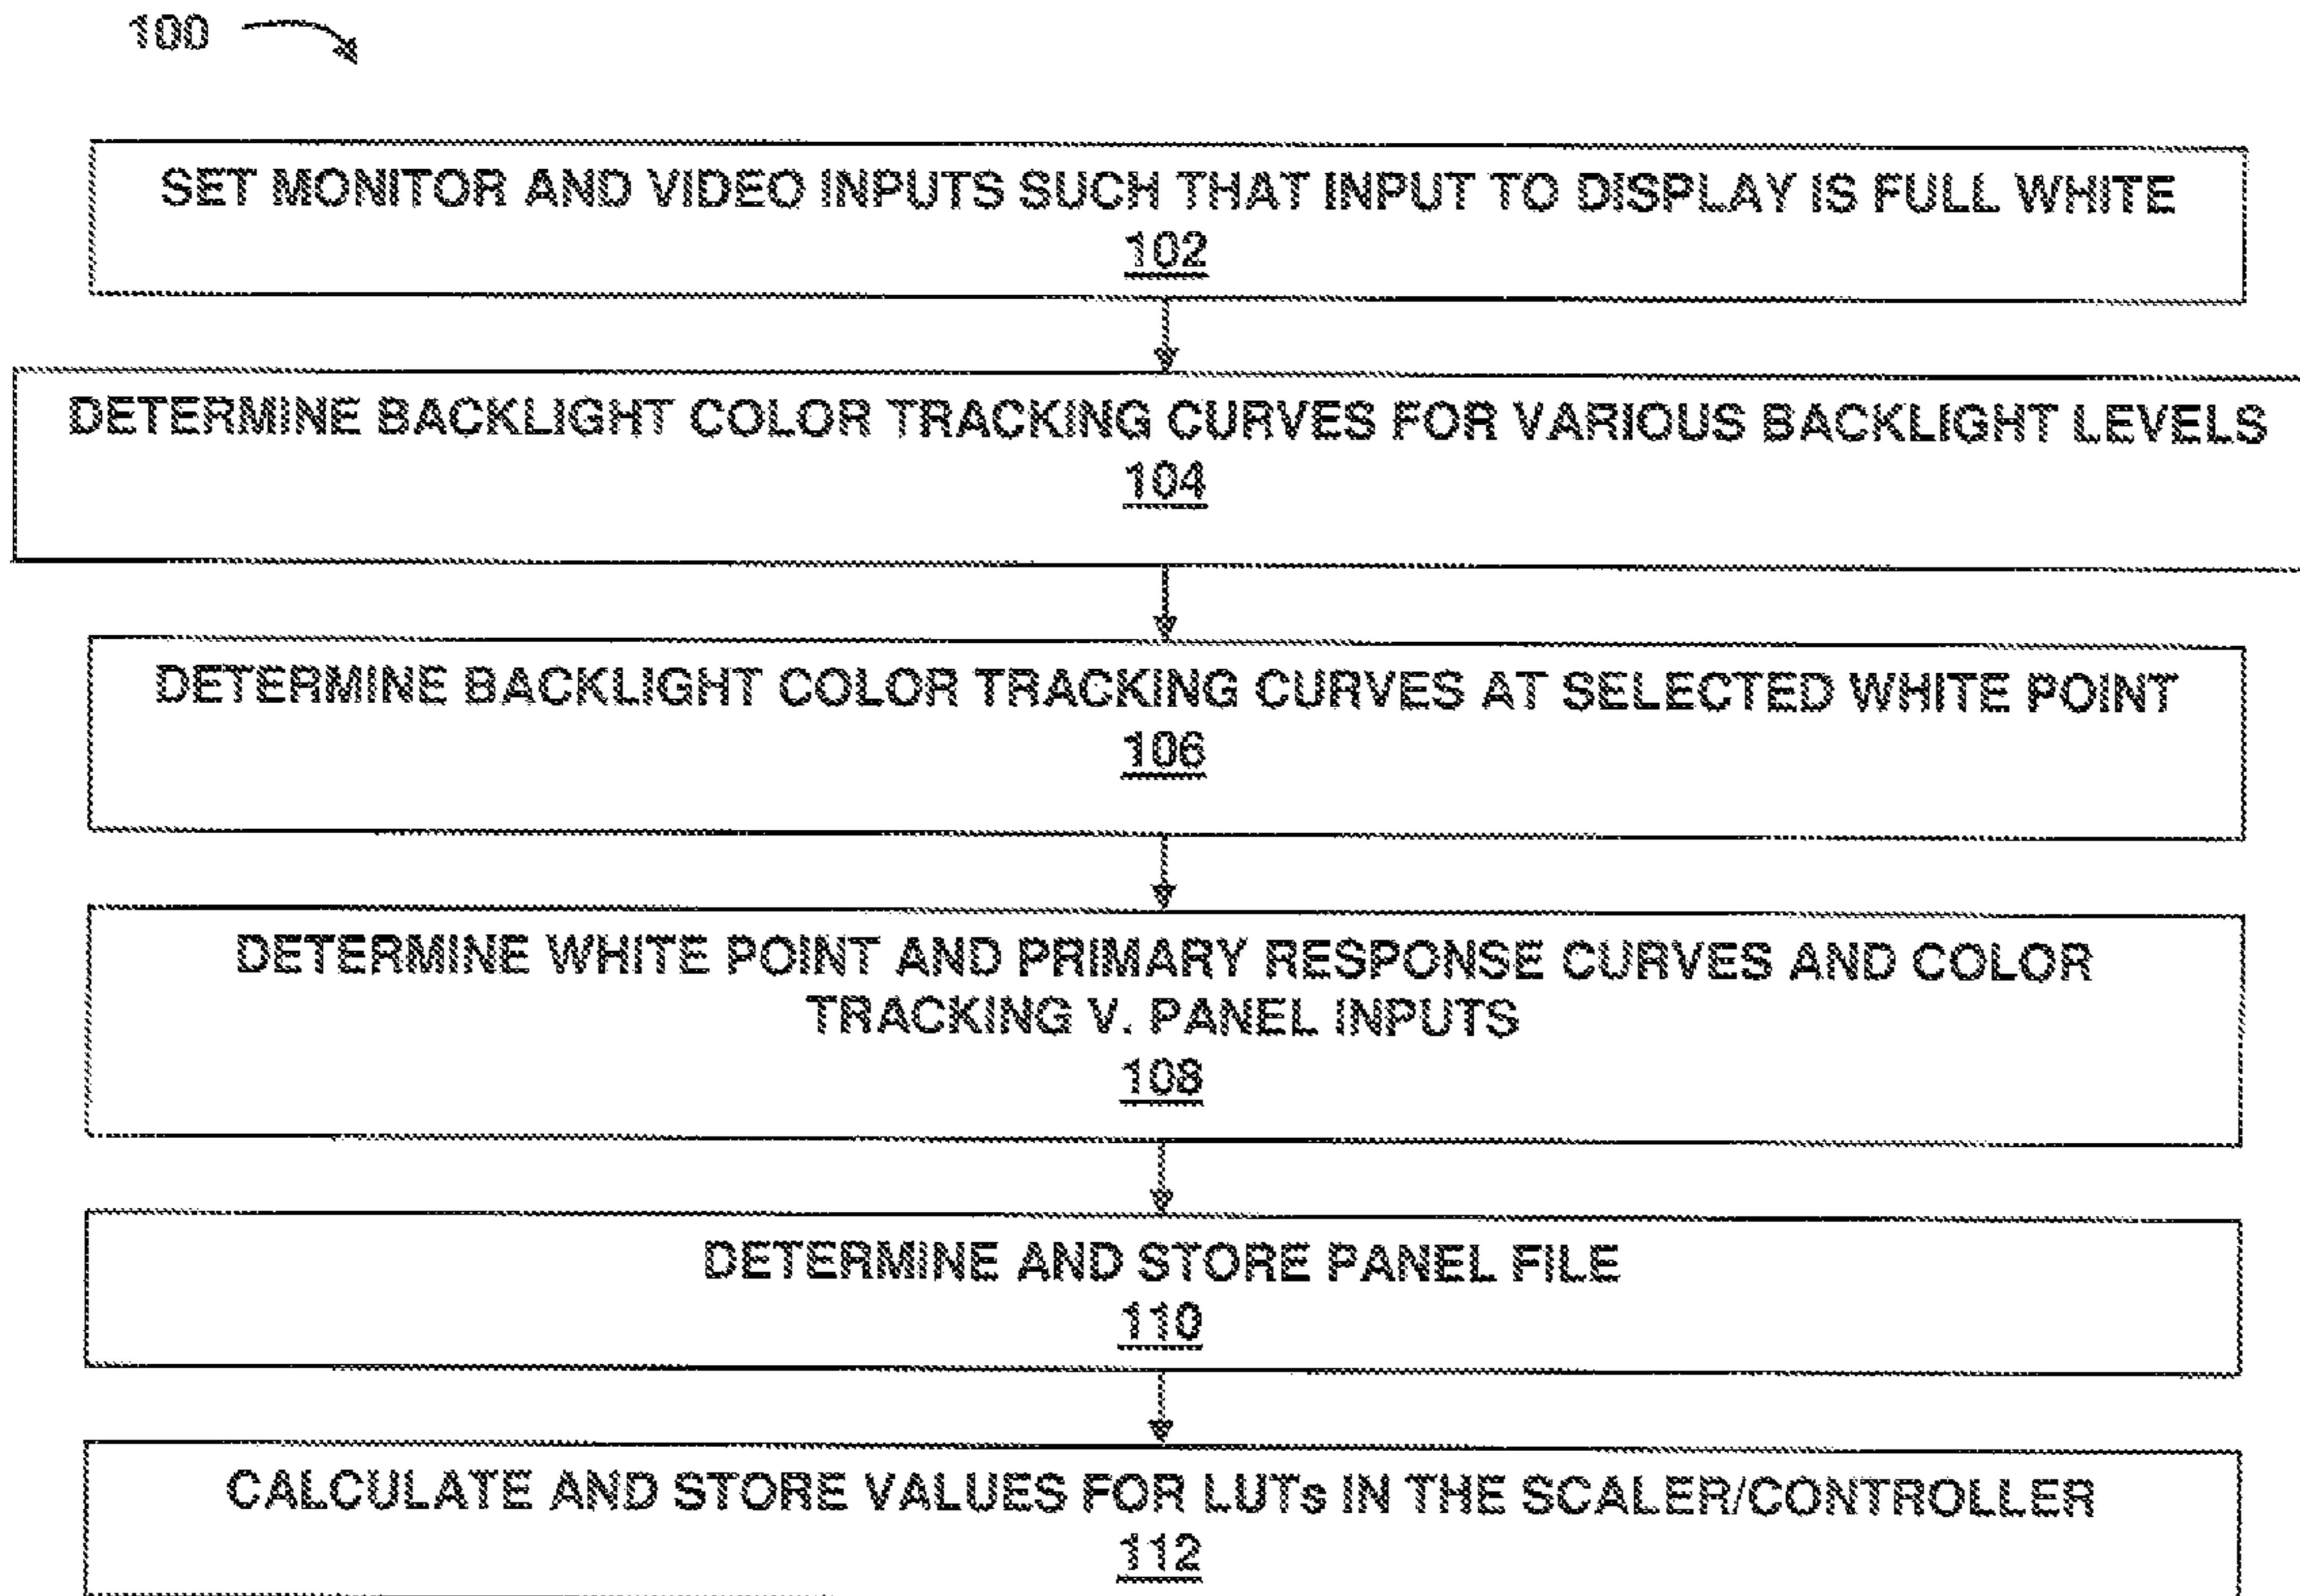 100
SET MONITOR AND VIDEO INPUTS SUCH THAT INPUT TO DISPLAY IS FULL WHITE
102
DETERMINE BACKLIGHT COLOR TRACKING CURVES FOR VARIOUS BACKLIGHT LEVELS
104
DETERMINE BACKLIGHT COLOR TRACKING CURVES AT SELECTED WHITE POINT
106
DETERMINE WHITE POINT AND PRIMARY RESPONSE CURVES AND COLOR
TRACKING V. PANEL INPUTS
108
DETERMINE AND STORE PANEL FILE
110
CALCULATE AND STORE VALUES FOR LUTs IN THE SCALER/CONTROLLER
112